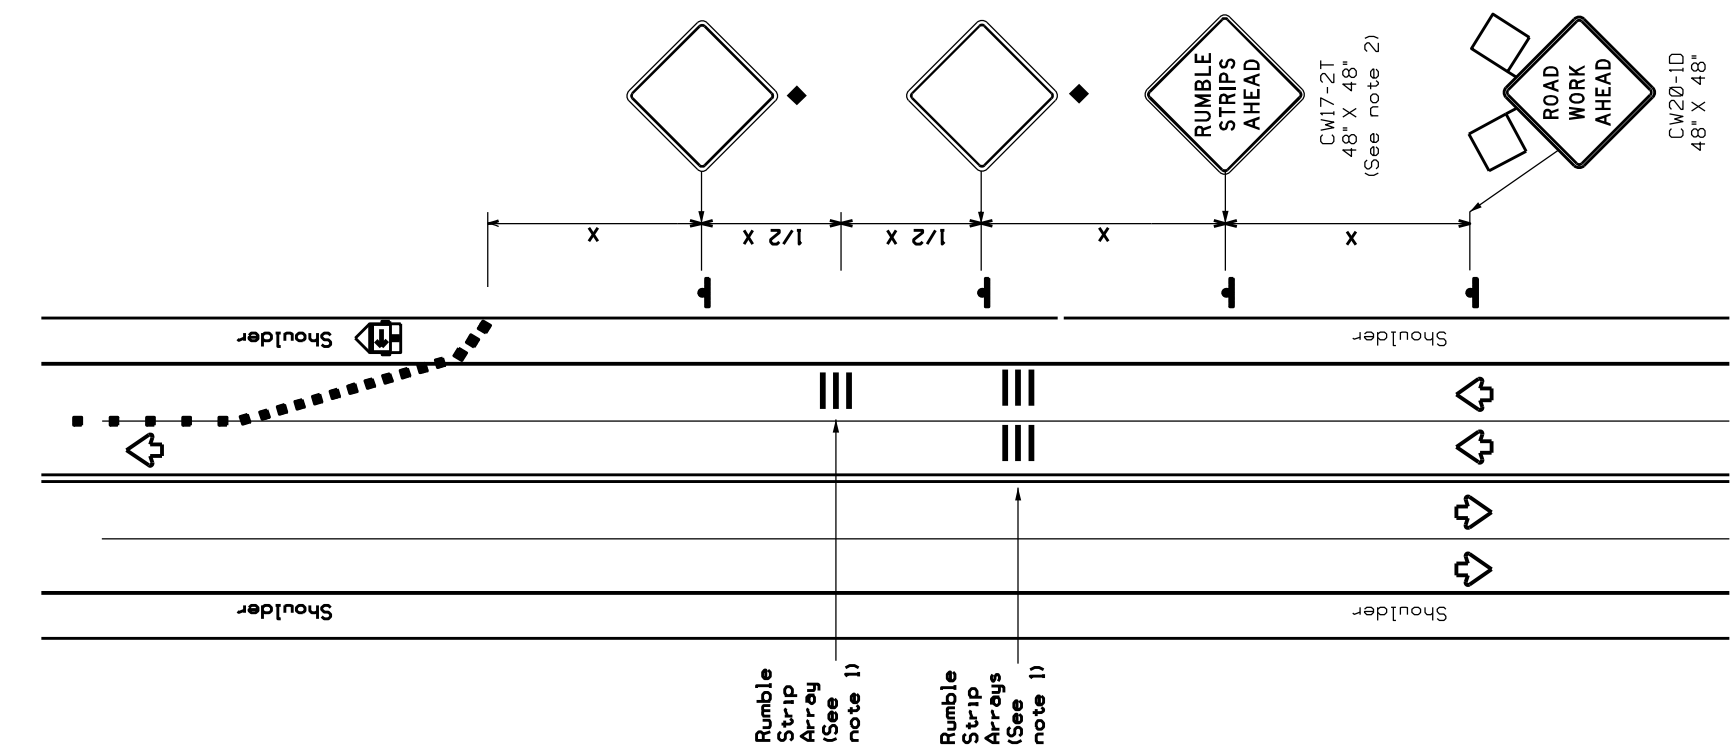 RUMBLE
STRIPS
AHEAD
CW17-2T
48" X 48"
(See note 2)
ROAD
WORK
AHEAD
CW20-1D
48" X 48"
X
1/2 X
1/2 X
X
X
Shoulder
Shoulder
Shoulder
Shoulder
Rumble
Strip
Array
(See
note 1)
Rumble
Strip
Arrays
(See
note 1)